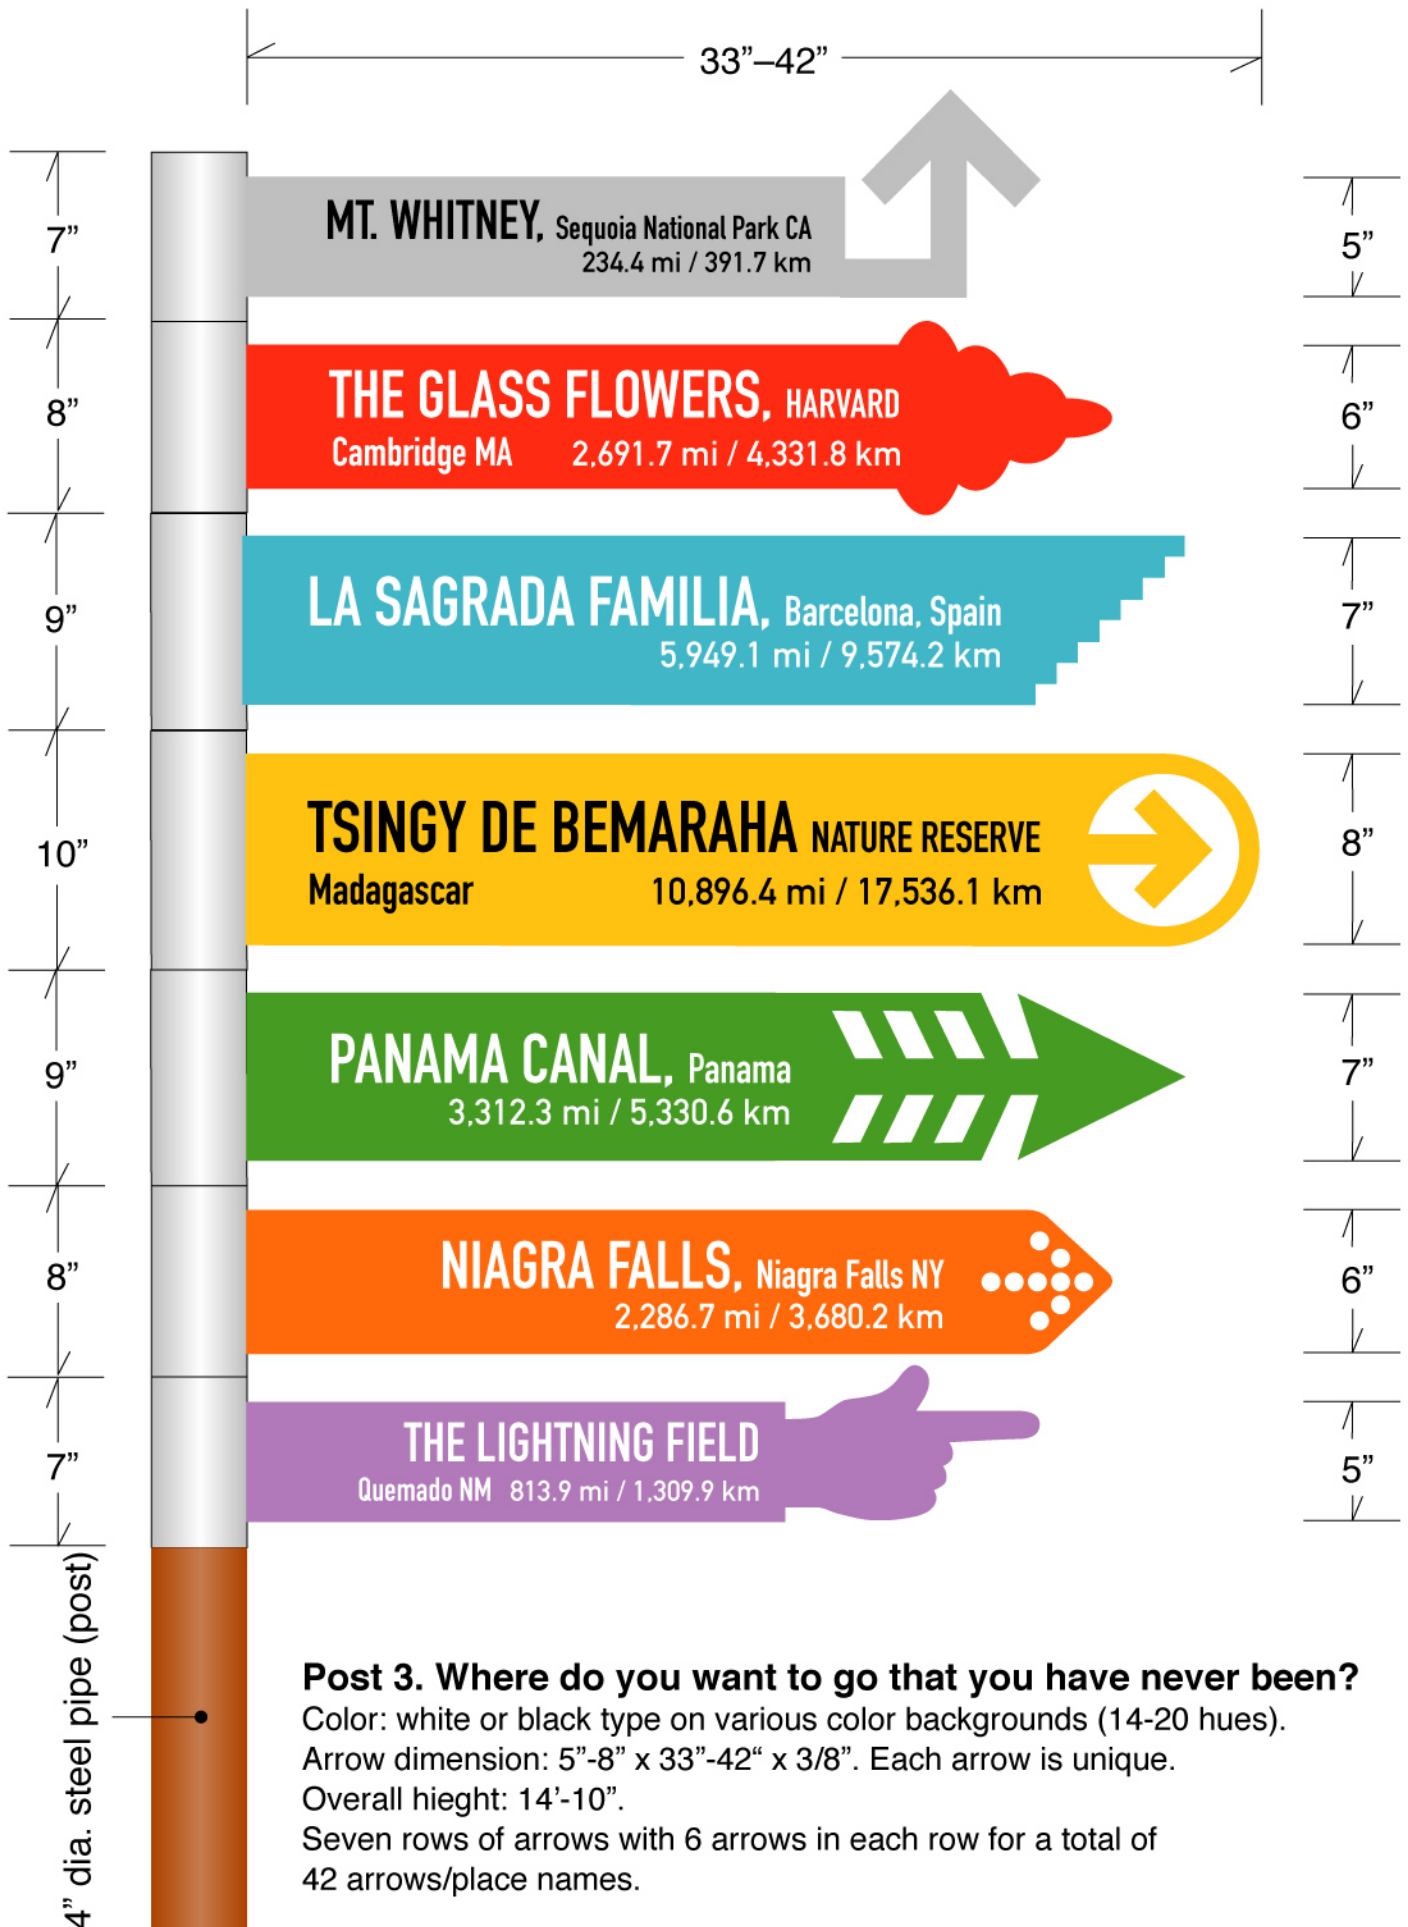 33”–42”
7”
MT. WHITNEY, Sequoia National Park CA
234.4 mi / 391.7 km
5”
8”
THE GLASS FLOWERS, HARVARD
Cambridge MA 2,691.7 mi / 4,331.8 km
6”
9”
LA SAGRADA FAMILIA, Barcelona, Spain
5,949.1 mi / 9,574.2 km
7”
10”
TSINGY DE BEMARAHA NATURE RESERVE
Madagascar 10,896.4 mi / 17,536.1 km
8”
9”
PANAMA CANAL, Panama
3,312.3 mi / 5,330.6 km
7”
8”
NIAGRA FALLS, Niagra Falls NY
2,286.7 mi / 3,680.2 km
6”
7”
THE LIGHTNING FIELD
Quemado NM 813.9 mi / 1,309.9 km
5”
4” dia. steel pipe (post)
Post 3. Where do you want to go that you have never been?
Color: white or black type on various color backgrounds (14-20 hues).
Arrow dimension: 5”-8” x 33”-42“ x 3/8”. Each arrow is unique.
Overall hieght: 14’-10”.
Seven rows of arrows with 6 arrows in each row for a total of
42 arrows/place names.